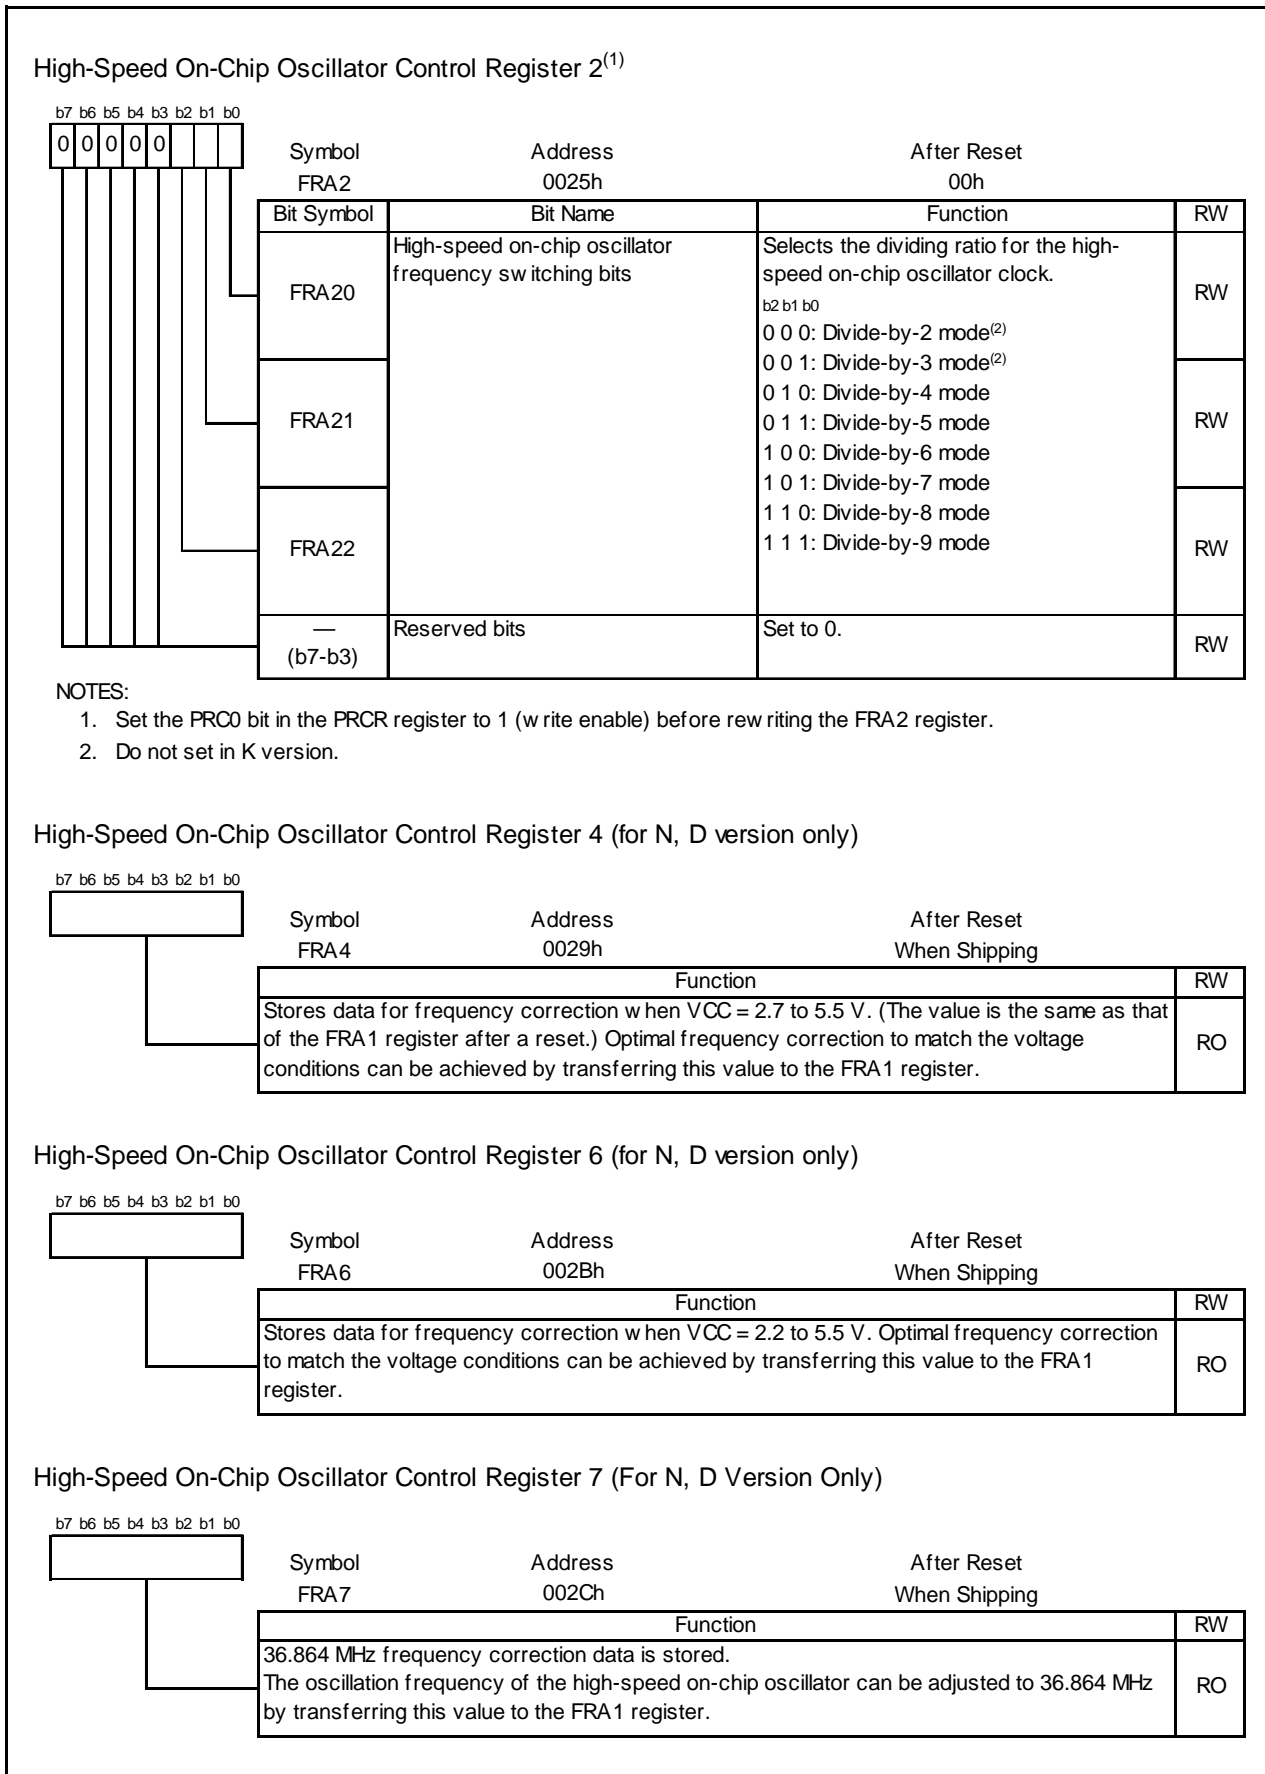 High-Speed On-Chip Oscillator Control Register 2(1)
b7 b6 b5 b4 b3 b2 b1 b0
0 0 0 0 0
Symbol Address After Reset
FRA2 0025h 00h
Bit Symbol Bit Name Function RW
FRA20
High-speed on-chip oscillator
frequency switching bits
Selects the dividing ratio for the high-
speed on-chip oscillator clock.
b2 b1 b0
0 0 0: Divide-by-2 mode(2)
0 0 1: Divide-by-3 mode(2)
0 1 0: Divide-by-4 mode
0 1 1: Divide-by-5 mode
1 0 0: Divide-by-6 mode
1 0 1: Divide-by-7 mode
1 1 0: Divide-by-8 mode
1 1 1: Divide-by-9 mode
RW
FRA21
RW
FRA22
RW
—
(b7-b3)
Reserved bits
Set to 0.
RW
NOTES:
1. Set the PRC0 bit in the PRCR register to 1 (write enable) before rewriting the FRA2 register.
2. Do not set in K version.
High-Speed On-Chip Oscillator Control Register 4 (for N, D version only)
b7 b6 b5 b4 b3 b2 b1 b0
Symbol Address After Reset
FRA4 0029h When Shipping
Function RW
Stores data for frequency correction when VCC = 2.7 to 5.5 V. (The value is the same as that
of the FRA1 register after a reset.) Optimal frequency correction to match the voltage
conditions can be achieved by transferring this value to the FRA1 register.
RO
High-Speed On-Chip Oscillator Control Register 6 (for N, D version only)
b7 b6 b5 b4 b3 b2 b1 b0
Symbol Address After Reset
FRA6 002Bh When Shipping
Function RW
Stores data for frequency correction when VCC = 2.2 to 5.5 V. Optimal frequency correction
to match the voltage conditions can be achieved by transferring this value to the FRA1
register.
RO
High-Speed On-Chip Oscillator Control Register 7 (For N, D Version Only)
b7 b6 b5 b4 b3 b2 b1 b0
Symbol Address After Reset
FRA7 002Ch When Shipping
Function RW
36.864 MHz frequency correction data is stored.
The oscillation frequency of the high-speed on-chip oscillator can be adjusted to 36.864 MHz
by transferring this value to the FRA1 register.
RO